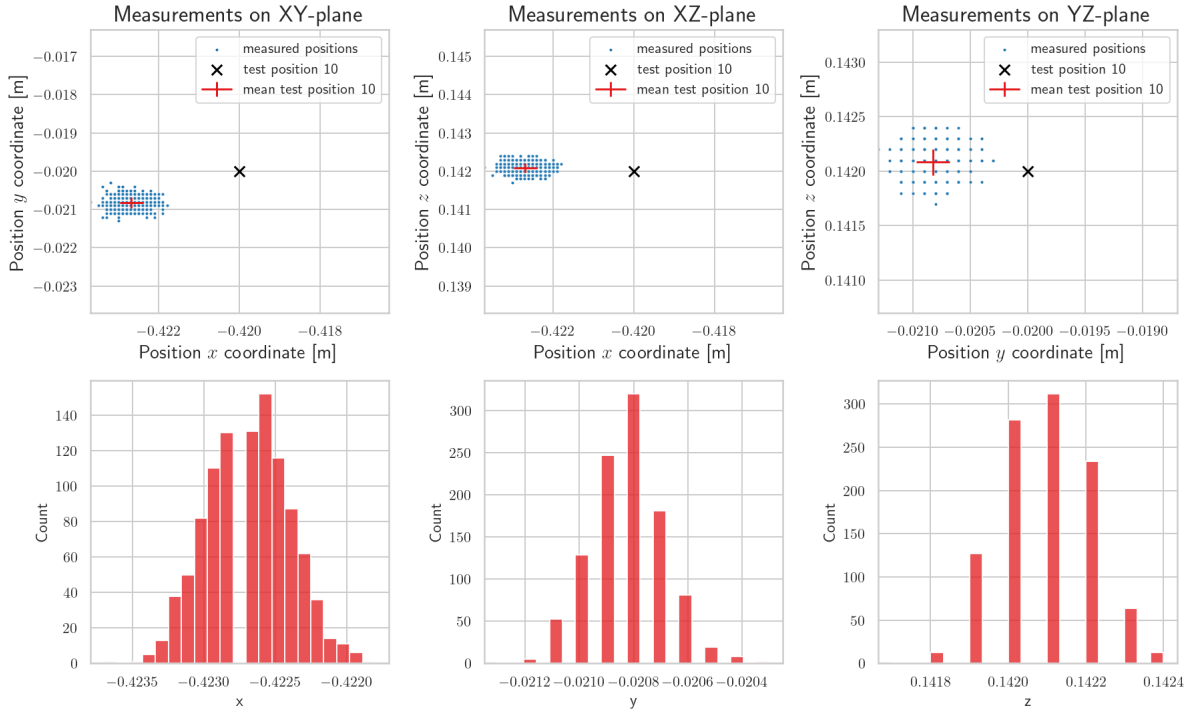 Measurements on XY-plane
Measurements on XZ-plane
Measurements on YZ-plane
measured positions
test position 10
mean test position 10
measured positions
test position 10
mean test position 10
measured positions
test position 10
mean test position 10
Position y coordinate [m]
−0.017
−0.018
−0.019
−0.020
−0.021
−0.022
−0.023
−0.422 −0.420 −0.418
Position x coordinate [m]
Position z coordinate [m]
0.145
0.144
0.143
0.142
0.141
0.140
0.139
−0.422 −0.420 −0.418
Position x coordinate [m]
Position z coordinate [m]
0.1430
0.1425
0.1420
0.1415
0.1410
−0.0210 −0.0205 −0.0200 −0.0195 −0.0190
Position y coordinate [m]
Count
140
120
100
80
60
40
20
0
−0.4235 −0.4230 −0.4225 −0.4220
x
Count
300
250
200
150
100
50
0
−0.0212 −0.0210 −0.0208 −0.0206 −0.0204
y
Count
300
250
200
150
100
50
0
0.1418 0.1420 0.1422 0.1424
z